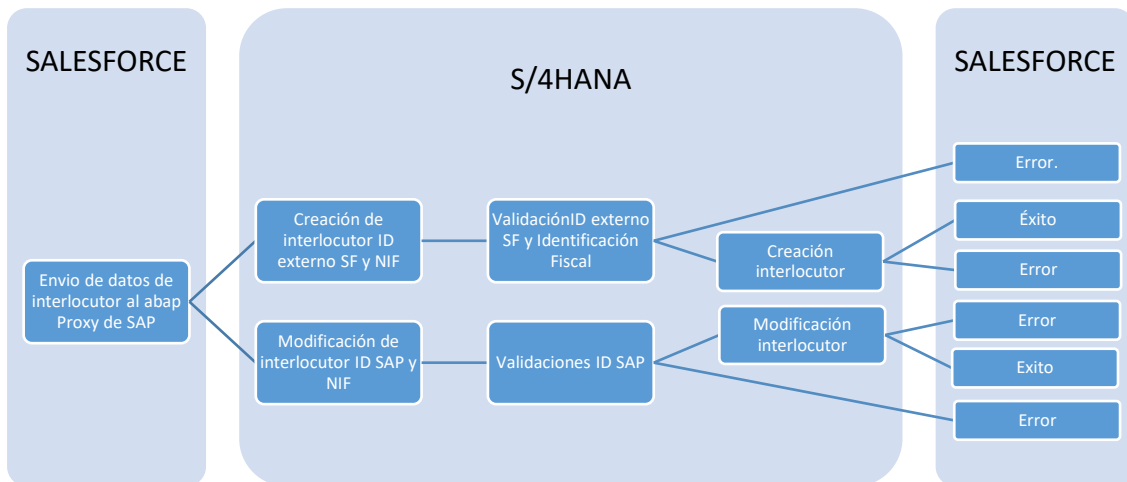 SALESFORCE
S/4HANA
SALESFORCE
Envio de datos de
interlocutor al abap
Proxy de SAP
Creación de
interlocutor ID
externo SF y NIF
Modificación de
interlocutor ID SAP y
NIF
ValidaciónID externo
SF y Identificación
Fiscal
Validaciones ID SAP
Creación
interlocutor
Modificación
interlocutor
Error.
Éxito
Error
Error
Exito
Error